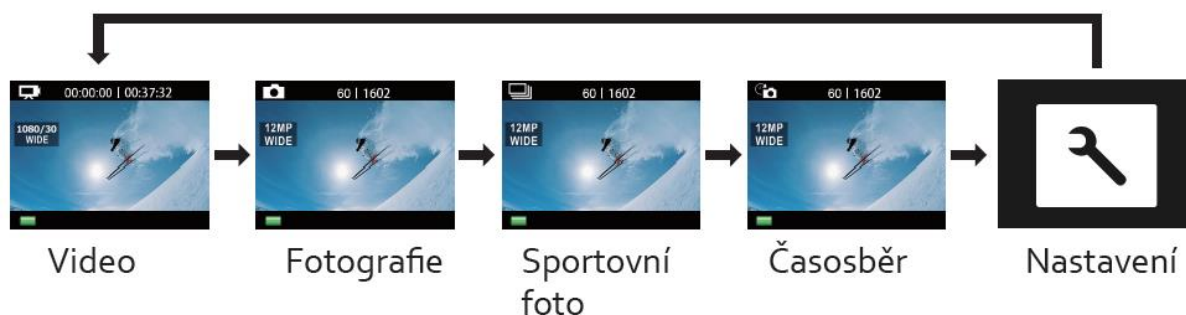 00:00:00 | 00:37:32
1080/30
WIDE
60 | 1602
12MP
WIDE
60 | 1602
12MP
WIDE
60 | 1602
12MP
WIDE
Video
Fotografie
Sportovní
foto
Časosběr
Nastavení